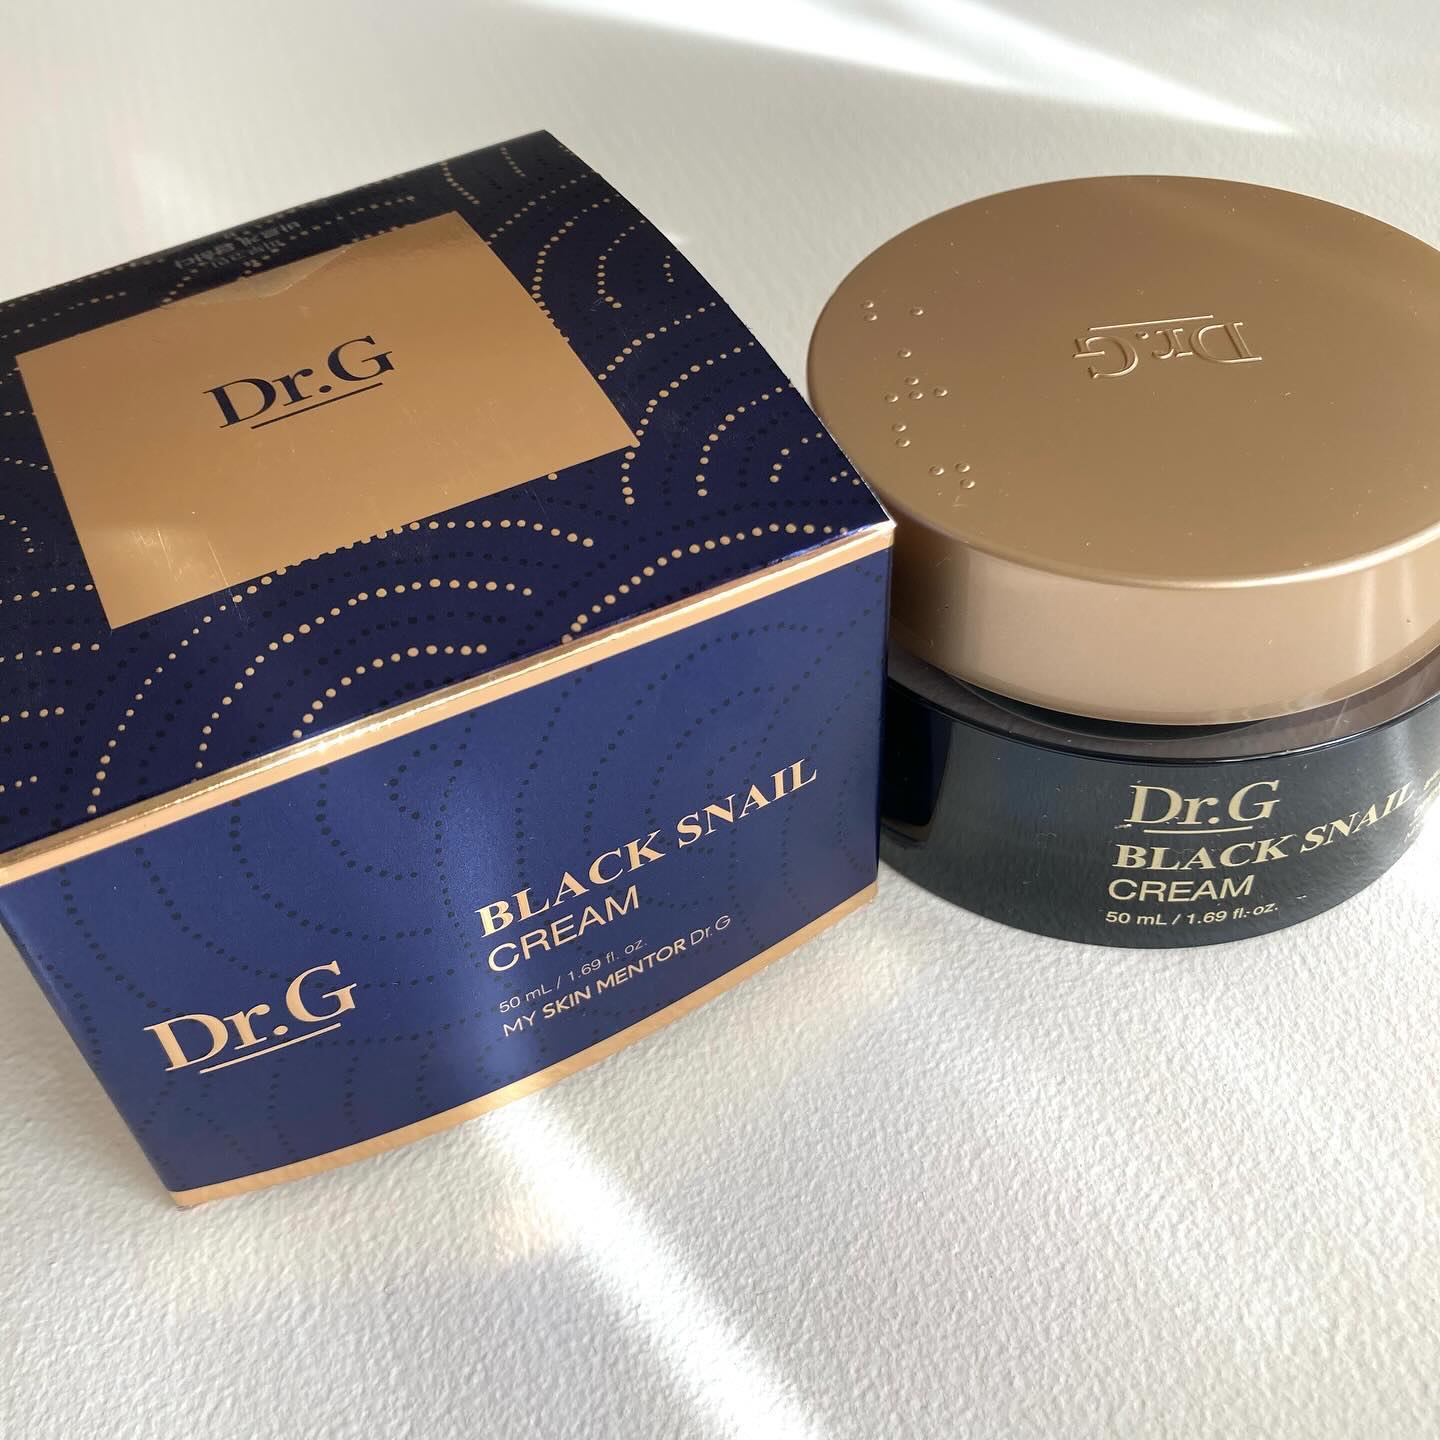 Dr.G
Dr.G
BLACK SNAIL
CREAM
50 mL / 1.69 fl. oz.
MY SKIN MENTOR Dr.G
Dr.G
Dr.G
BLACK SNAIL
CREAM
50 mL / 1.69 fl. oz.